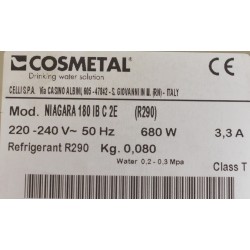 COSMETAL
CE
Drinking water solution
CELLI S.P.A. Via CASINO ALBINI, 605 - 47842 - S. GIOVANNI IN M. (RN) - ITALY
Mod. NIAGARA 180 IB C 2E (R290)
220 -240 V~ 50 Hz 680 W 3,3 A
Refrigerant R290 Kg. 0,080
Water 0,2 - 0,3 Mpa
Class T